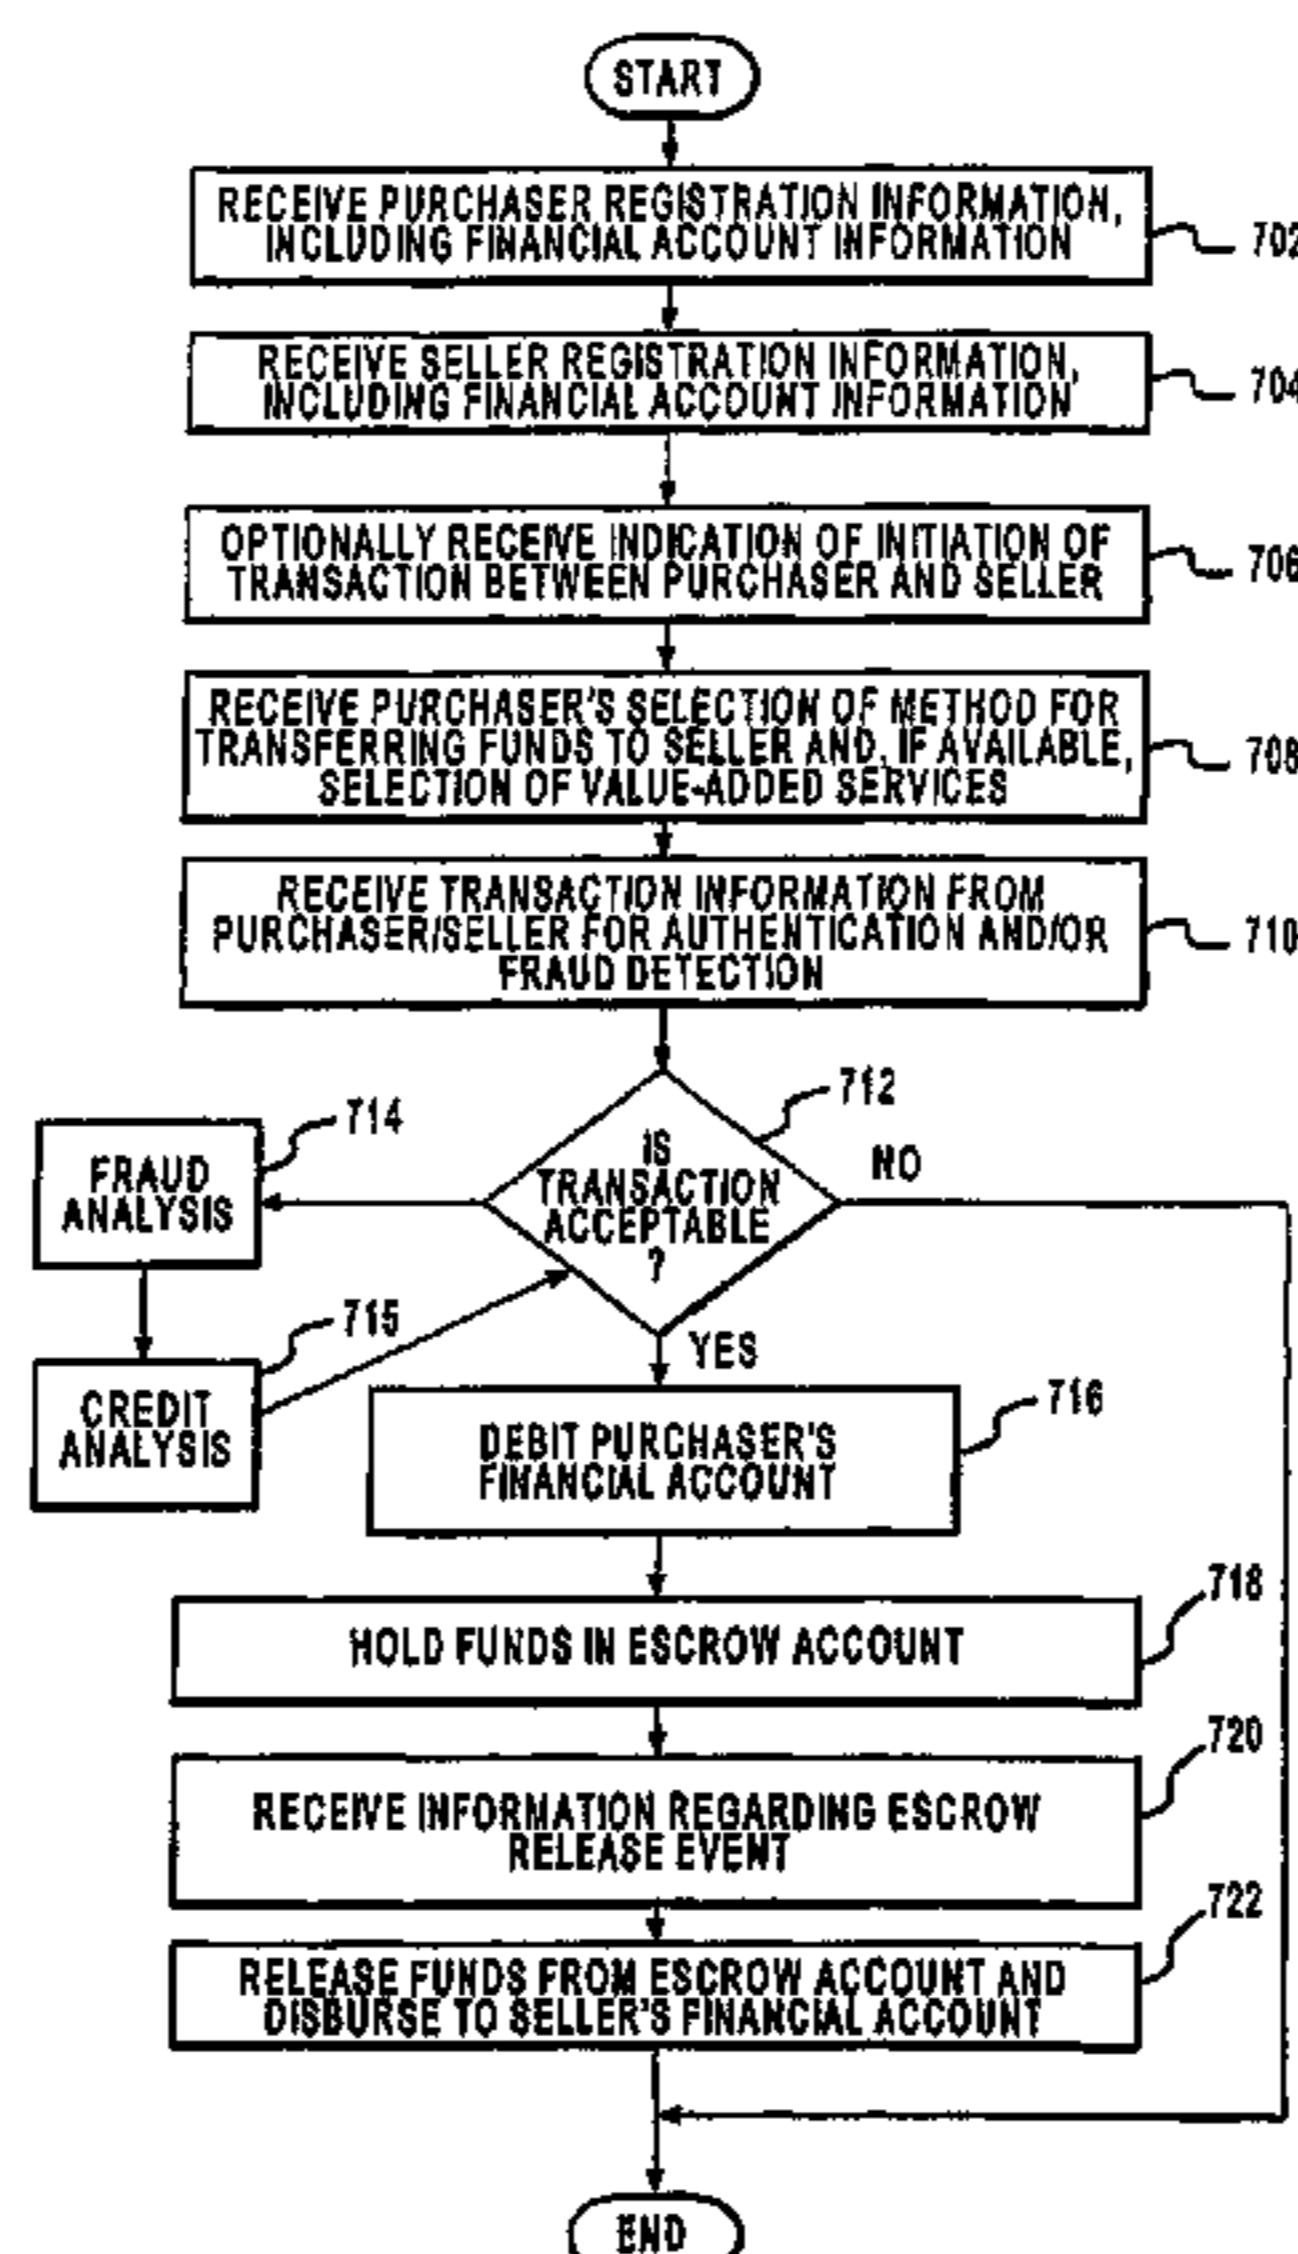 START
RECEIVE PURCHASER REGISTRATION INFORMATION,
INCLUDING FINANCIAL ACCOUNT INFORMATION
702
RECEIVE SELLER REGISTRATION INFORMATION,
INCLUDING FINANCIAL ACCOUNT INFORMATION
704
OPTIONALLY RECEIVE INDICATION OF INITIATION OF
TRANSACTION BETWEEN PURCHASER AND SELLER
706
RECEIVE PURCHASER'S SELECTION OF METHOD FOR
TRANSFERRING FUNDS TO SELLER AND, IF AVAILABLE,
SELECTION OF VALUE-ADDED SERVICES
708
RECEIVE TRANSACTION INFORMATION FROM
PURCHASER/SELLER FOR AUTHENTICATION AND/OR
FRAUD DETECTION
710
712
IS
TRANSACTION
ACCEPTABLE
?
NO
714
FRAUD
ANALYSIS
715
CREDIT
ANALYSIS
YES
716
DEBIT PURCHASER'S
FINANCIAL ACCOUNT
718
HOLD FUNDS IN ESCROW ACCOUNT
720
RECEIVE INFORMATION REGARDING ESCROW
RELEASE EVENT
722
RELEASE FUNDS FROM ESCROW ACCOUNT AND
DISBURSE TO SELLER'S FINANCIAL ACCOUNT
END